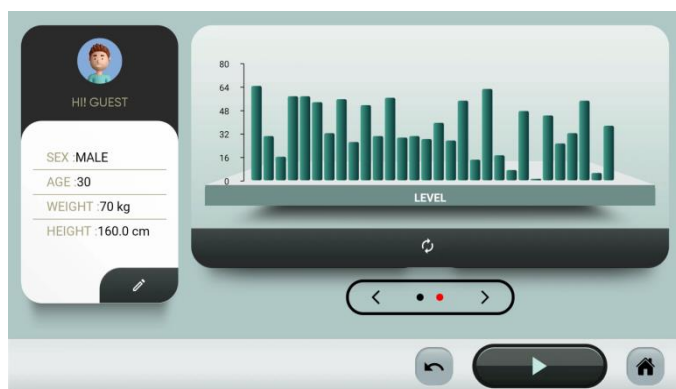 HI! GUEST
SEX :MALE
AGE :30
WEIGHT :70 kg
HEIGHT :160.0 cm
80
64
48
32
16
0
LEVEL